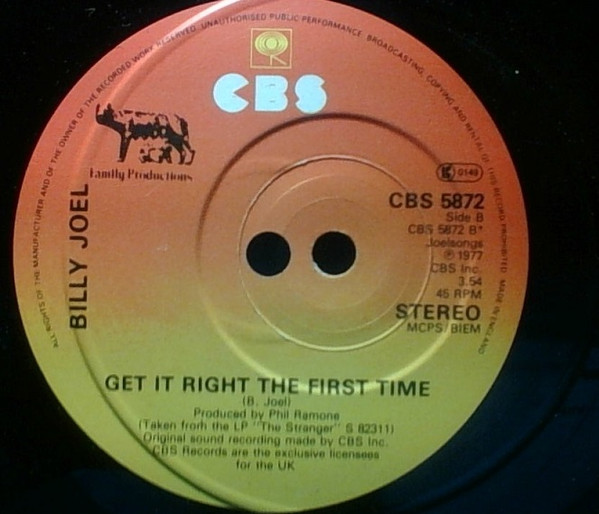 ALL RIGHTS OF THE MANUFACTURER AND OF THE OWNER OF THE RECORDED WORK RESERVED. UNAUTHORISED PUBLIC PERFORMANCE, BROADCASTING, COPYING AND RENTAL OF THIS RECORD PROHIBITED. MADE IN ENGLAND
CBS
Family Productions
BILLY JOEL
K 0149
CBS 5872
Side B
CBS 5872 B*
Joelsongs
℗ 1977
CBS Inc.
3.54
45 RPM
STEREO
MCPS/BIEM
GET IT RIGHT THE FIRST TIME
(B. Joel)
Produced by Phil Ramone
(Taken from the LP "The Stranger" S 82311)
Original sound recording made by CBS Inc.
CBS Records are the exclusive licensees
for the UK